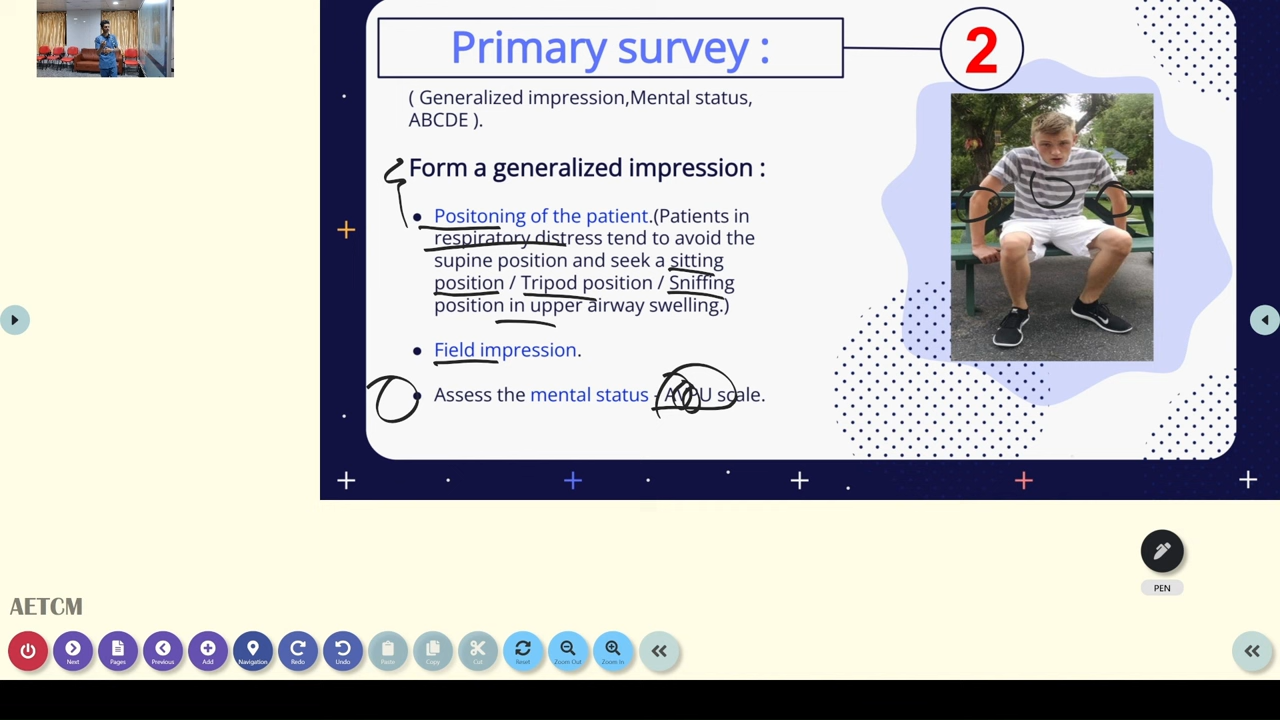 Primary survey :
2
( Generalized impression,Mental status,
ABCDE ).
Form a generalized impression :
• Positoning of the patient.(Patients in
respiratory distress tend to avoid the
supine position and seek a sitting
position / Tripod position / Sniffing
position in upper airway swelling.)
• Field impression.
• Assess the mental status - AVPU scale.
PEN
AETCM
Next
Pages
Previous
Add
Navigation
Redo
Undo
Paste
Copy
Cut
Reset
Zoom Out
Zoom In